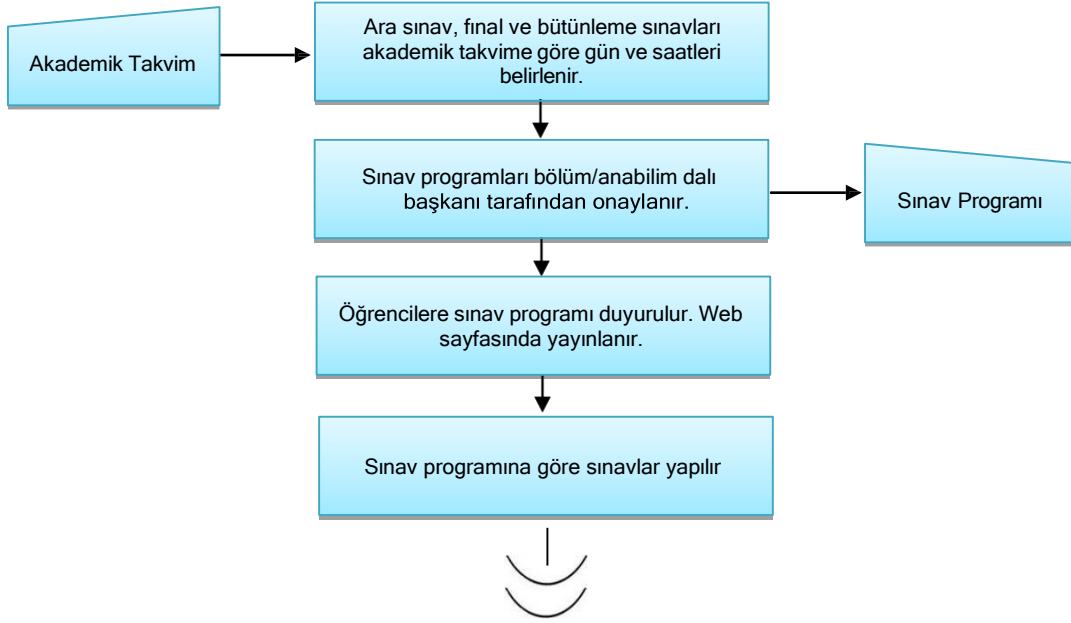 Akademik Takvim
Ara sınav, fınal ve bütünleme sınavları
akademik takvime göre gün ve saatleri
belirlenir.
Sınav programları bölüm/anabilim dalı
başkanı tarafından onaylanır.
Sınav Programı
Öğrencilere sınav programı duyurulur. Web
sayfasında yayınlanır.
Sınav programına göre sınavlar yapılır